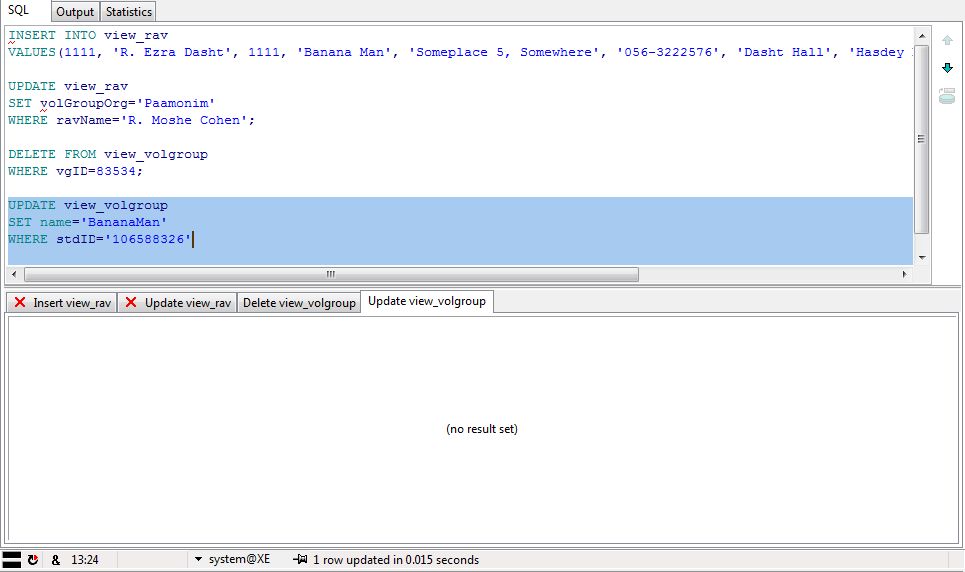 SQL Output Statistics
INSERT INTO view_rav
VALUES(1111, 'R. Ezra Dasht', 1111, 'Banana Man', 'Someplace 5, Somewhere', '056-3222576', 'Dasht Hall', 'Hasdey
UPDATE view_rav
SET volGroupOrg='Paamonim'
WHERE ravName='R. Moshe Cohen';
DELETE FROM view_volgroup
WHERE vgID=83534;
UPDATE view_volgroup
SET name='BananaMan'
WHERE stdID='106588326'
Insert view_rav Update view_rav Delete view_volgroup Update view_volgroup
(no result set)
& 13:24 system@XE 1 row updated in 0.015 seconds